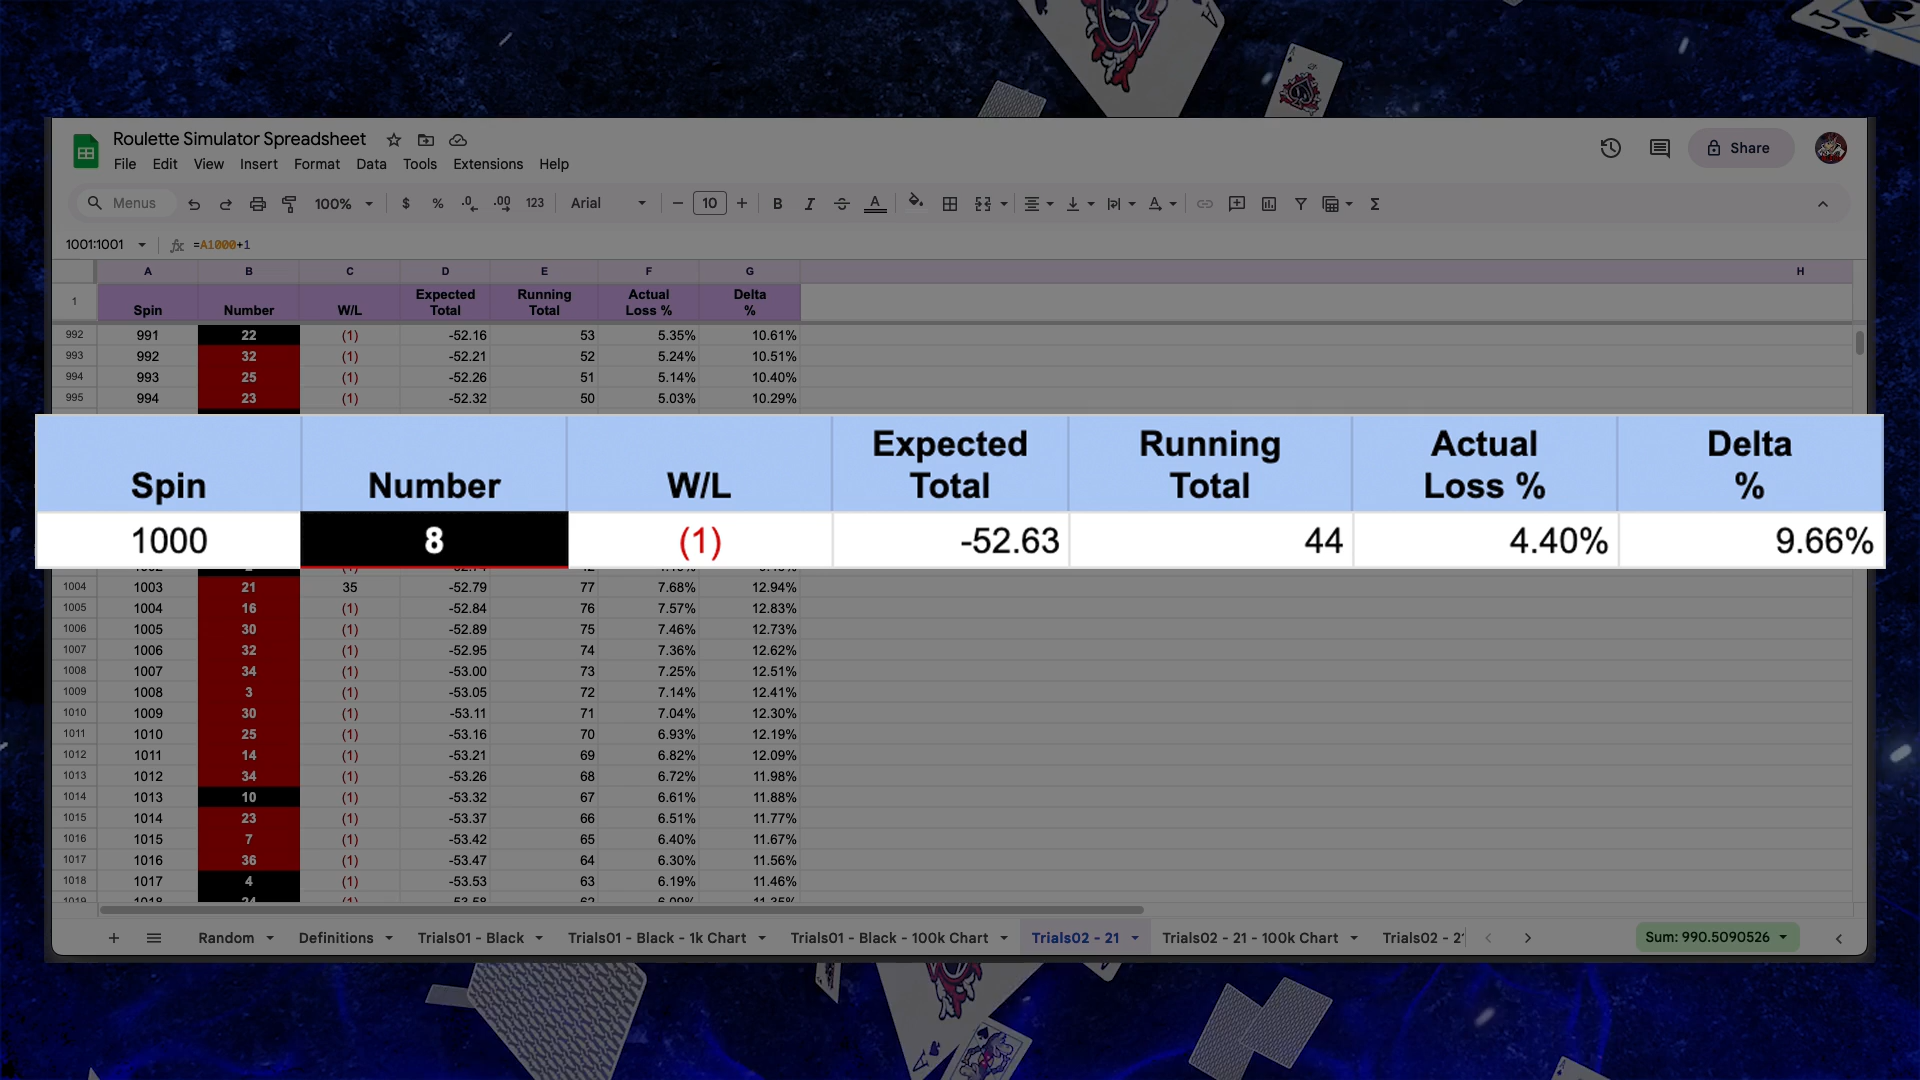 Roulette Simulator Spreadsheet
File Edit View Insert Format Data Tools Extensions Help
Share
Menus 100% $ % .0 .00 123 Arial 10 B I A
1001:1001 fx =A1000+1
A B C D E F G H
1 Spin Number W/L Expected Total Running Total Actual Loss % Delta %
992 991 22 (1) -52.16 53 5.35% 10.61%
993 992 32 (1) -52.21 52 5.24% 10.51%
994 993 25 (1) -52.26 51 5.14% 10.40%
995 994 23 (1) -52.32 50 5.03% 10.29%
Spin Number W/L Expected Total Running Total Actual Loss % Delta %
1000 8 (1) -52.63 44 4.40% 9.66%
1004 1003 21 35 -52.79 77 7.68% 12.94%
1005 1004 16 (1) -52.84 76 7.57% 12.83%
1006 1005 30 (1) -52.89 75 7.46% 12.73%
1007 1006 32 (1) -52.95 74 7.36% 12.62%
1008 1007 34 (1) -53.00 73 7.25% 12.51%
1009 1008 3 (1) -53.05 72 7.14% 12.41%
1010 1009 30 (1) -53.11 71 7.04% 12.30%
1011 1010 25 (1) -53.16 70 6.93% 12.19%
1012 1011 14 (1) -53.21 69 6.82% 12.09%
1013 1012 34 (1) -53.26 68 6.72% 11.98%
1014 1013 10 (1) -53.32 67 6.61% 11.88%
1015 1014 23 (1) -53.37 66 6.51% 11.77%
1016 1015 7 (1) -53.42 65 6.40% 11.67%
1017 1016 36 (1) -53.47 64 6.30% 11.56%
1018 1017 4 (1) -53.53 63 6.19% 11.46%
Random Definitions Trials01 - Black Trials01 - Black - 1k Chart Trials01 - Black - 100k Chart Trials02 - 21 Trials02 - 21 - 100k Chart Trials02 - 2 Sum: 990.5090526